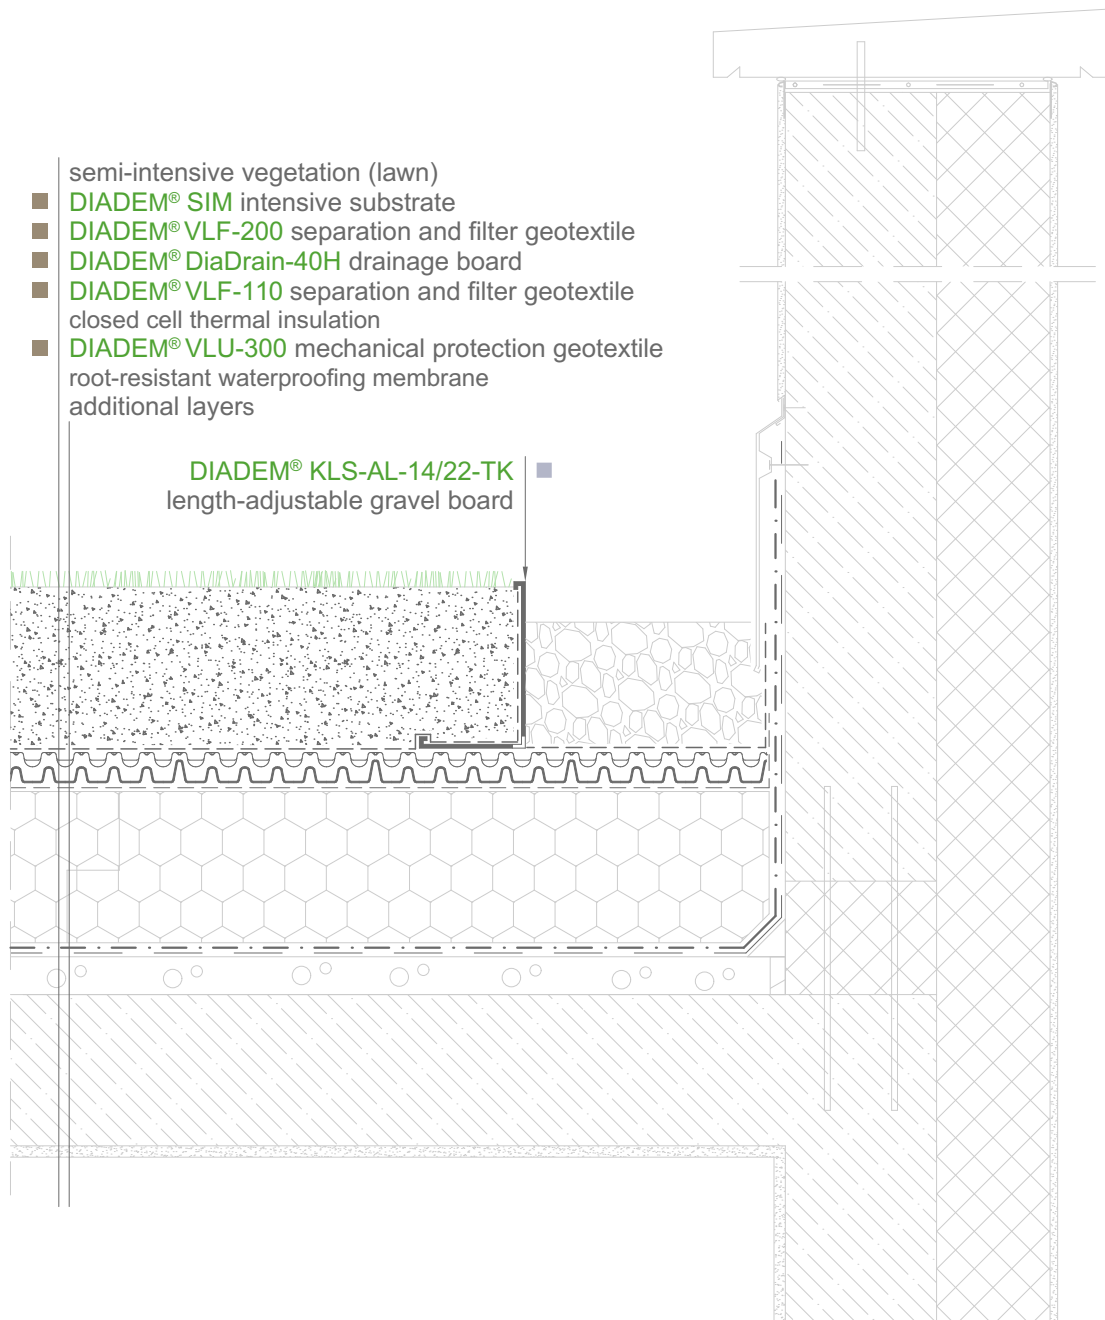 semi-intensive vegetation (lawn)
DIADEM® SIM intensive substrate
DIADEM® VLF-200 separation and filter geotextile
DIADEM® DiaDrain-40H drainage board
DIADEM® VLF-110 separation and filter geotextile
closed cell thermal insulation
DIADEM® VLU-300 mechanical protection geotextile
root-resistant waterproofing membrane
additional layers
DIADEM® KLS-AL-14/22-TK
length-adjustable gravel board